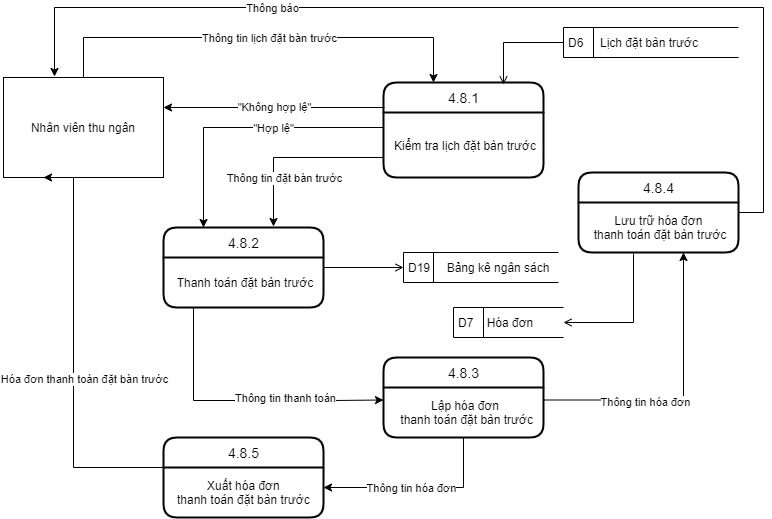 Thông báo
Thông tin lịch đặt bàn trước
D6
Lịch đặt bàn trước
4.8.1
Kiểm tra lịch đặt bàn trước
"Không hợp lệ"
"Hợp lệ"
Thông tin đặt bàn trước
Nhân viên thu ngân
4.8.4
Lưu trữ hóa đơn
thanh toán đặt bàn trước
4.8.2
Thanh toán đặt bàn trước
D19
Bảng kê ngân sách
D7
Hóa đơn
4.8.3
Lập hóa đơn
thanh toán đặt bàn trước
Hóa đơn thanh toán đặt bàn trước
Thông tin thanh toán
Thông tin hóa đơn
4.8.5
Xuất hóa đơn
thanh toán đặt bàn trước
Thông tin hóa đơn